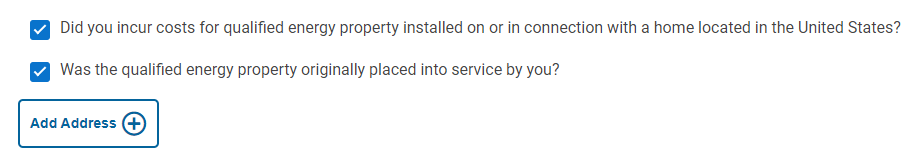 Did you incur costs for qualified energy property installed on or in connection with a home located in the United States?
Was the qualified energy property originally placed into service by you?
Add Address